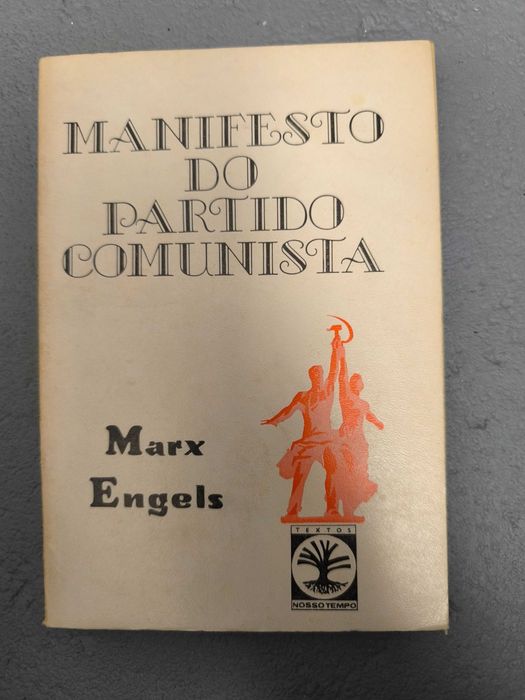 MANIFESTO
DO
PARTIDO
COMUNISTA
Marx
Engels
TEXTOS
NOSSO TEMPO